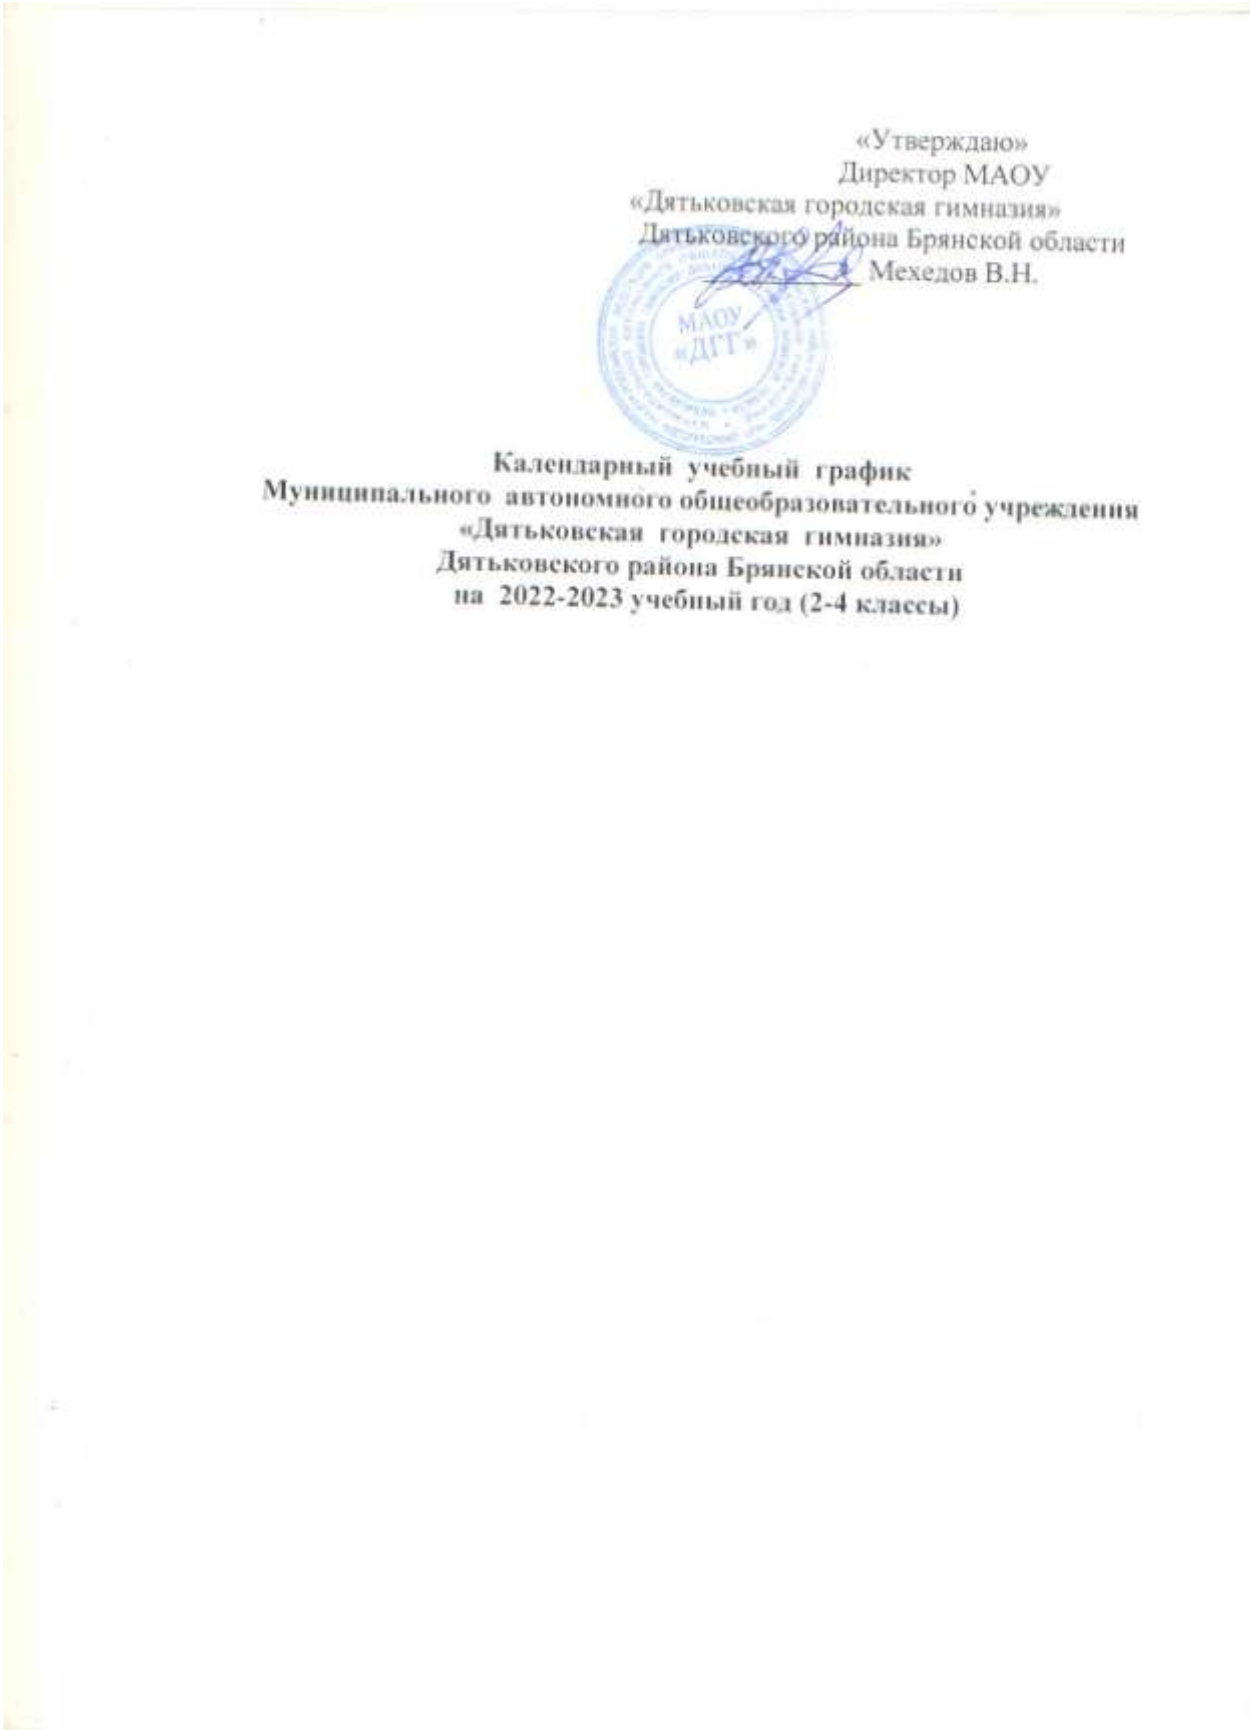 «Утверждаю»
Директор МАОУ
«Дятьковская городская гимназия»
Дятьковского района Брянской области
Мехедов В.Н.
МАОУ
«ДГГ»
Календарный учебный график
Муниципального автономного общеобразовательного учреждения
«Дятьковская городская гимназия»
Дятьковского района Брянской области
на 2022-2023 учебный год (2-4 классы)